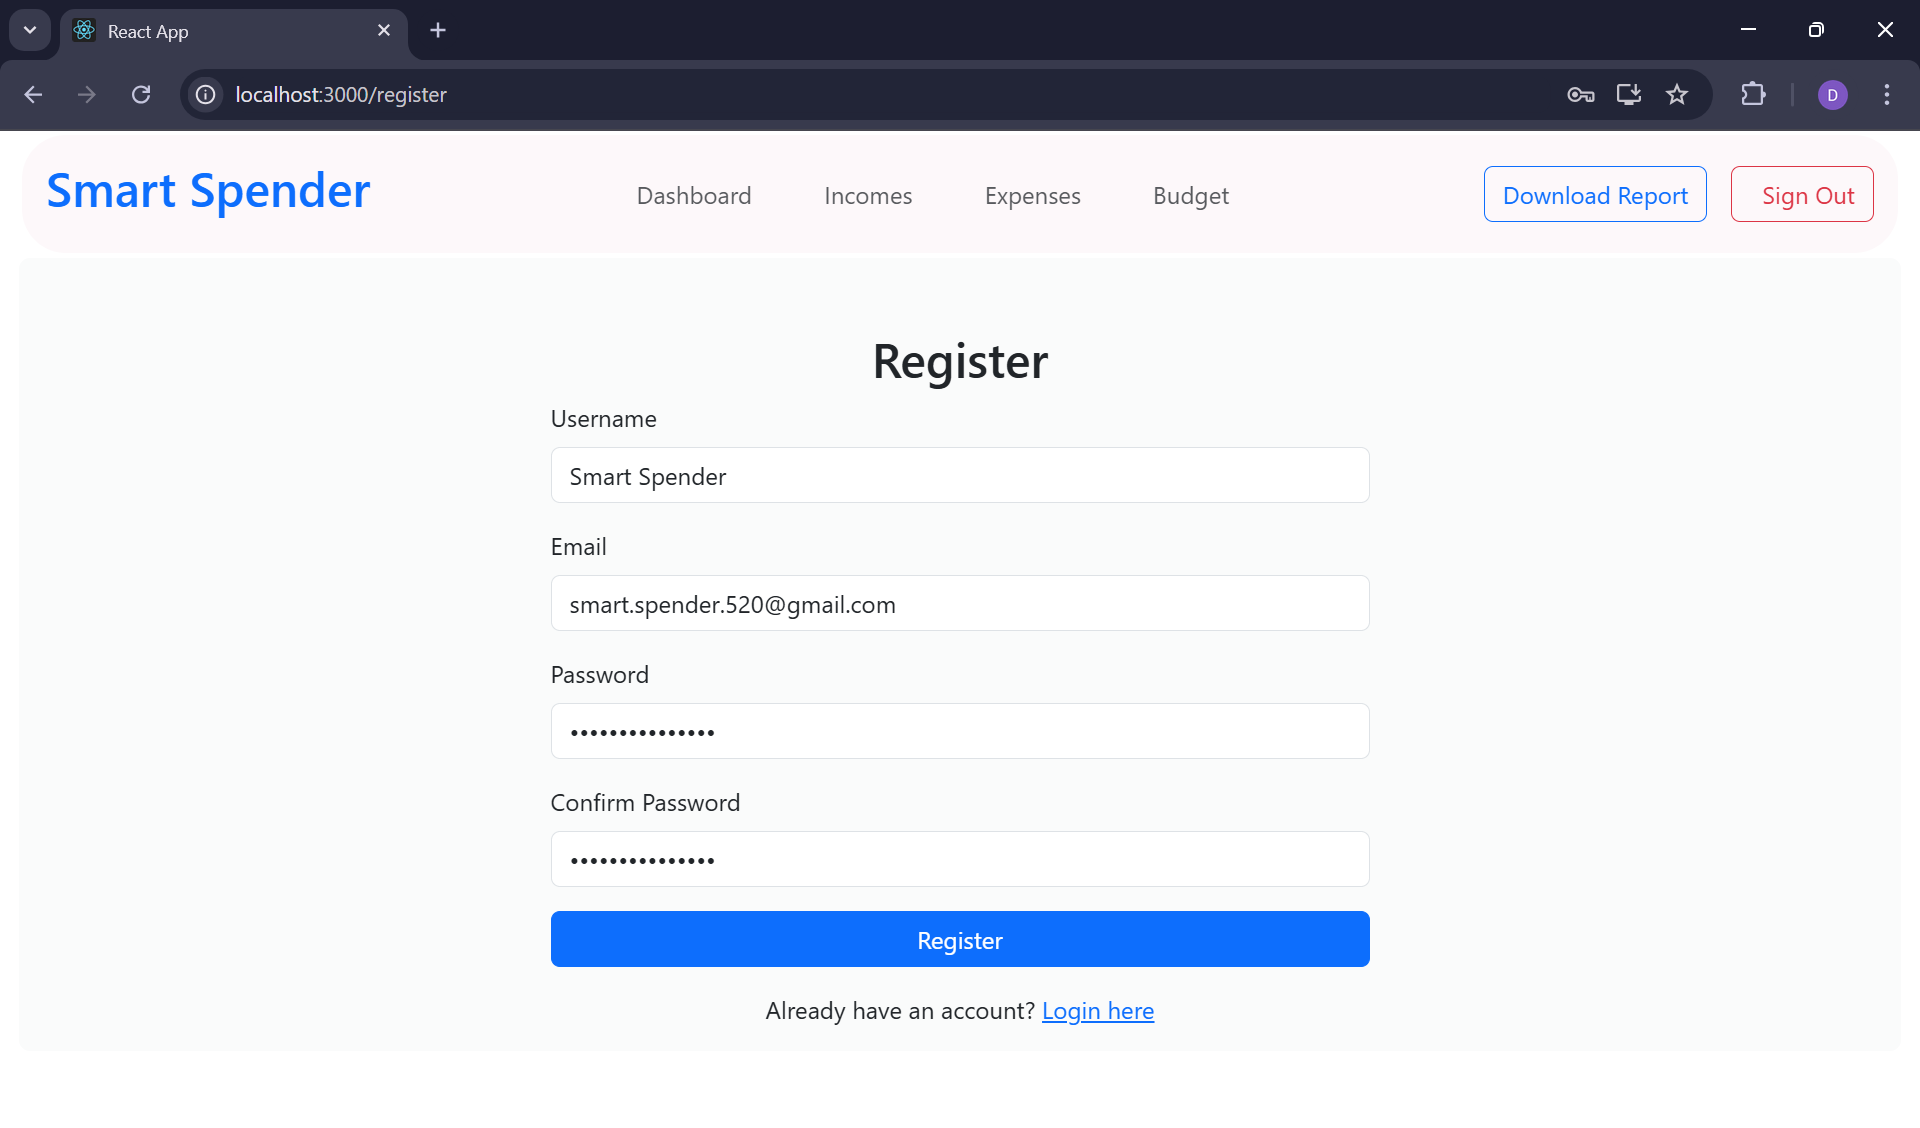 React App
localhost:3000/register
D
Smart Spender
Dashboard
Incomes
Expenses
Budget
Download Report
Sign Out
Register
Username
Smart Spender
Email
smart.spender.520@gmail.com
Password
•••••••••••••••
Confirm Password
•••••••••••••••
Register
Already have an account? Login here